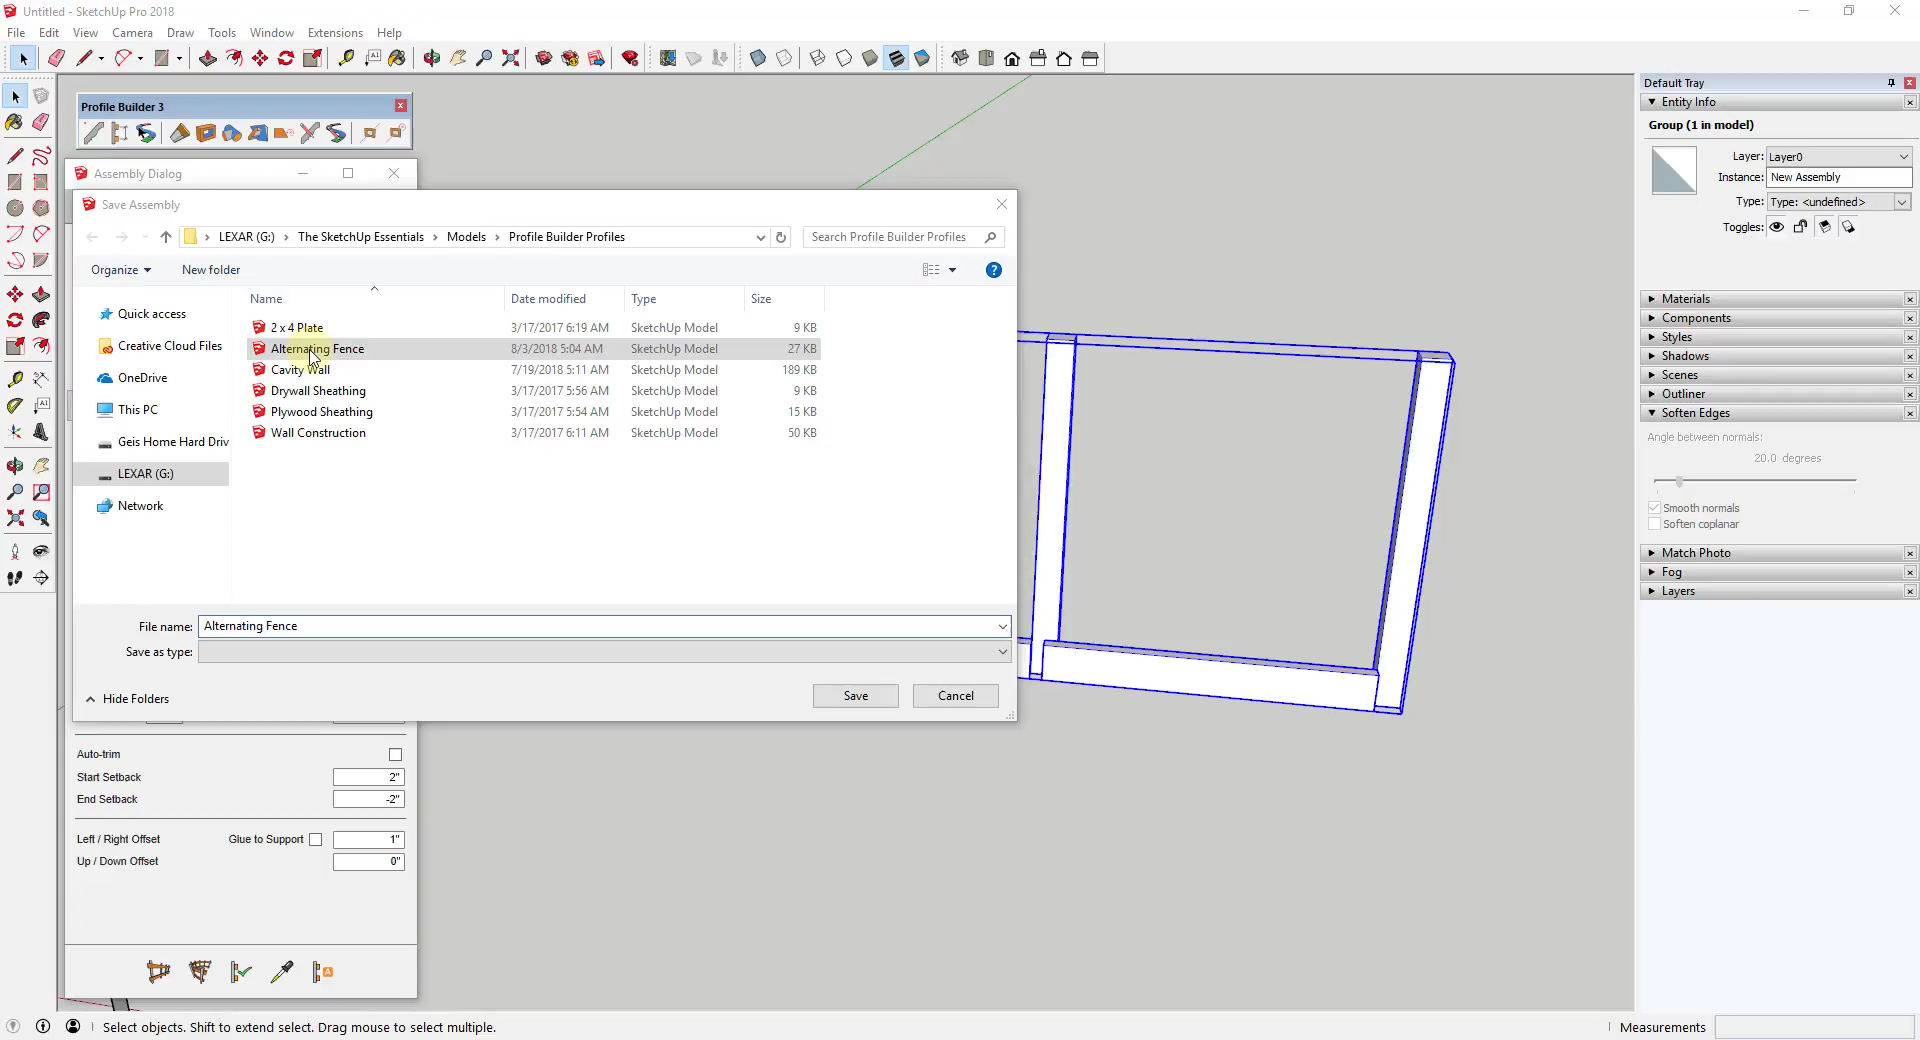 Untitled - SketchUp Pro 2018
File Edit View Camera Draw Tools Window Extensions Help
Profile Builder 3
Assembly Dialog
Save Assembly
LEXAR (G:) The SketchUp Essentials Models Profile Builder Profiles
Search Profile Builder Profiles
Organize New folder
Quick access
Creative Cloud Files
OneDrive
This PC
Geis Home Hard Driv
LEXAR (G:)
Network
Name Date modified Type Size
2 x 4 Plate 3/17/2017 6:19 AM SketchUp Model 9 KB
Alternating Fence 8/3/2018 5:04 AM SketchUp Model 27 KB
Cavity Wall 7/19/2018 5:11 AM SketchUp Model 189 KB
Drywall Sheathing 3/17/2017 5:56 AM SketchUp Model 9 KB
Plywood Sheathing 3/17/2017 5:54 AM SketchUp Model 15 KB
Wall Construction 3/17/2017 6:11 AM SketchUp Model 50 KB
File name: Alternating Fence
Save as type:
Hide Folders
Save Cancel
Auto-trim
Start Setback 2"
End Setback -2"
Left / Right Offset Glue to Support 1"
Up / Down Offset 0"
Default Tray
Entity Info
Group (1 in model)
Layer: Layer0
Instance: New Assembly
Type: Type: <undefined>
Toggles:
Materials
Components
Styles
Shadows
Scenes
Outliner
Soften Edges
Angle between normals:
20.0 degrees
Smooth normals
Soften coplanar
Match Photo
Fog
Layers
Select objects. Shift to extend select. Drag mouse to select multiple.
Measurements